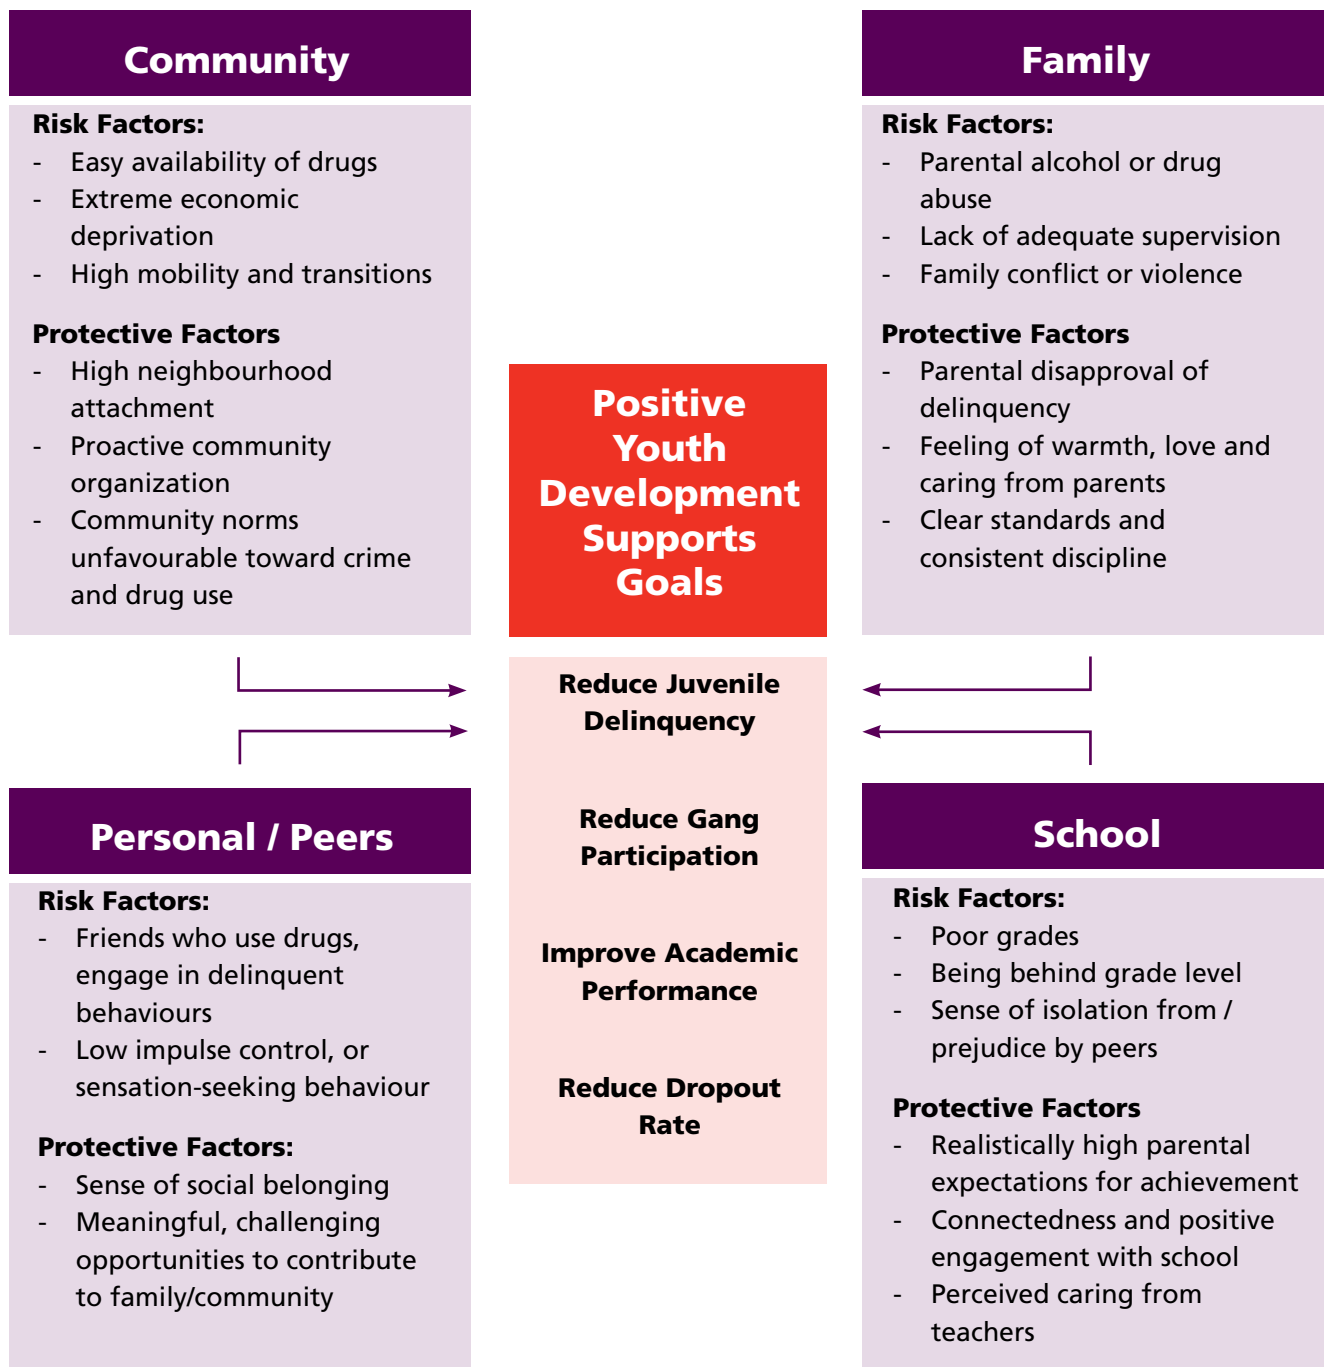 Community
Risk Factors:
- Easy availability of drugs
- Extreme economic
deprivation
- High mobility and transitions
Protective Factors
- High neighbourhood
attachment
- Proactive community
organization
- Community norms
unfavourable toward crime
and drug use
Family
Risk Factors:
- Parental alcohol or drug
abuse
- Lack of adequate supervision
- Family conflict or violence
Protective Factors
- Parental disapproval of
delinquency
- Feeling of warmth, love and
caring from parents
- Clear standards and
consistent discipline
Positive
Youth
Development
Supports
Goals
Reduce Juvenile
Delinquency
Reduce Gang
Participation
Improve Academic
Performance
Reduce Dropout
Rate
Personal / Peers
Risk Factors:
- Friends who use drugs,
engage in delinquent
behaviours
- Low impulse control, or
sensation-seeking behaviour
Protective Factors:
- Sense of social belonging
- Meaningful, challenging
opportunities to contribute
to family/community
School
Risk Factors:
- Poor grades
- Being behind grade level
- Sense of isolation from /
prejudice by peers
Protective Factors
- Realistically high parental
expectations for achievement
- Connectedness and positive
engagement with school
- Perceived caring from
teachers